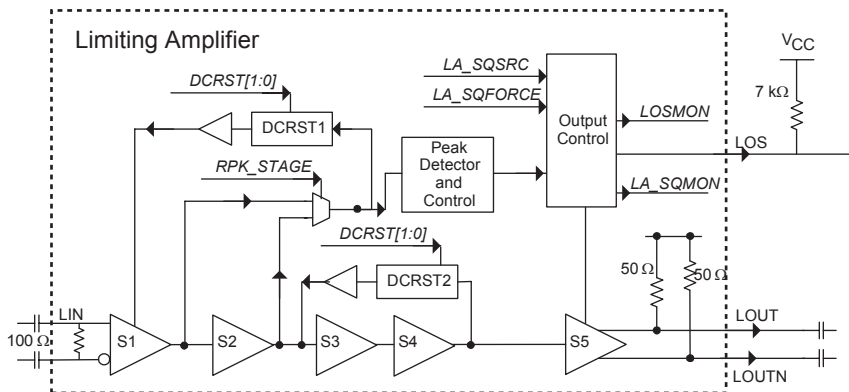 Limiting Amplifier
DCRST[1:0]
DCRST1
RPK_STAGE
LA_SQSRC
LA_SQFORCE
Output
Control
Peak
Detector
and
Control
LOSMON
LOS
LA_SQMON
VCC
7 kΩ
DCRST[1:0]
DCRST2
50 Ω
50 Ω
LIN
100 Ω
S1
S2
S3
S4
S5
LOUT
LOUTN